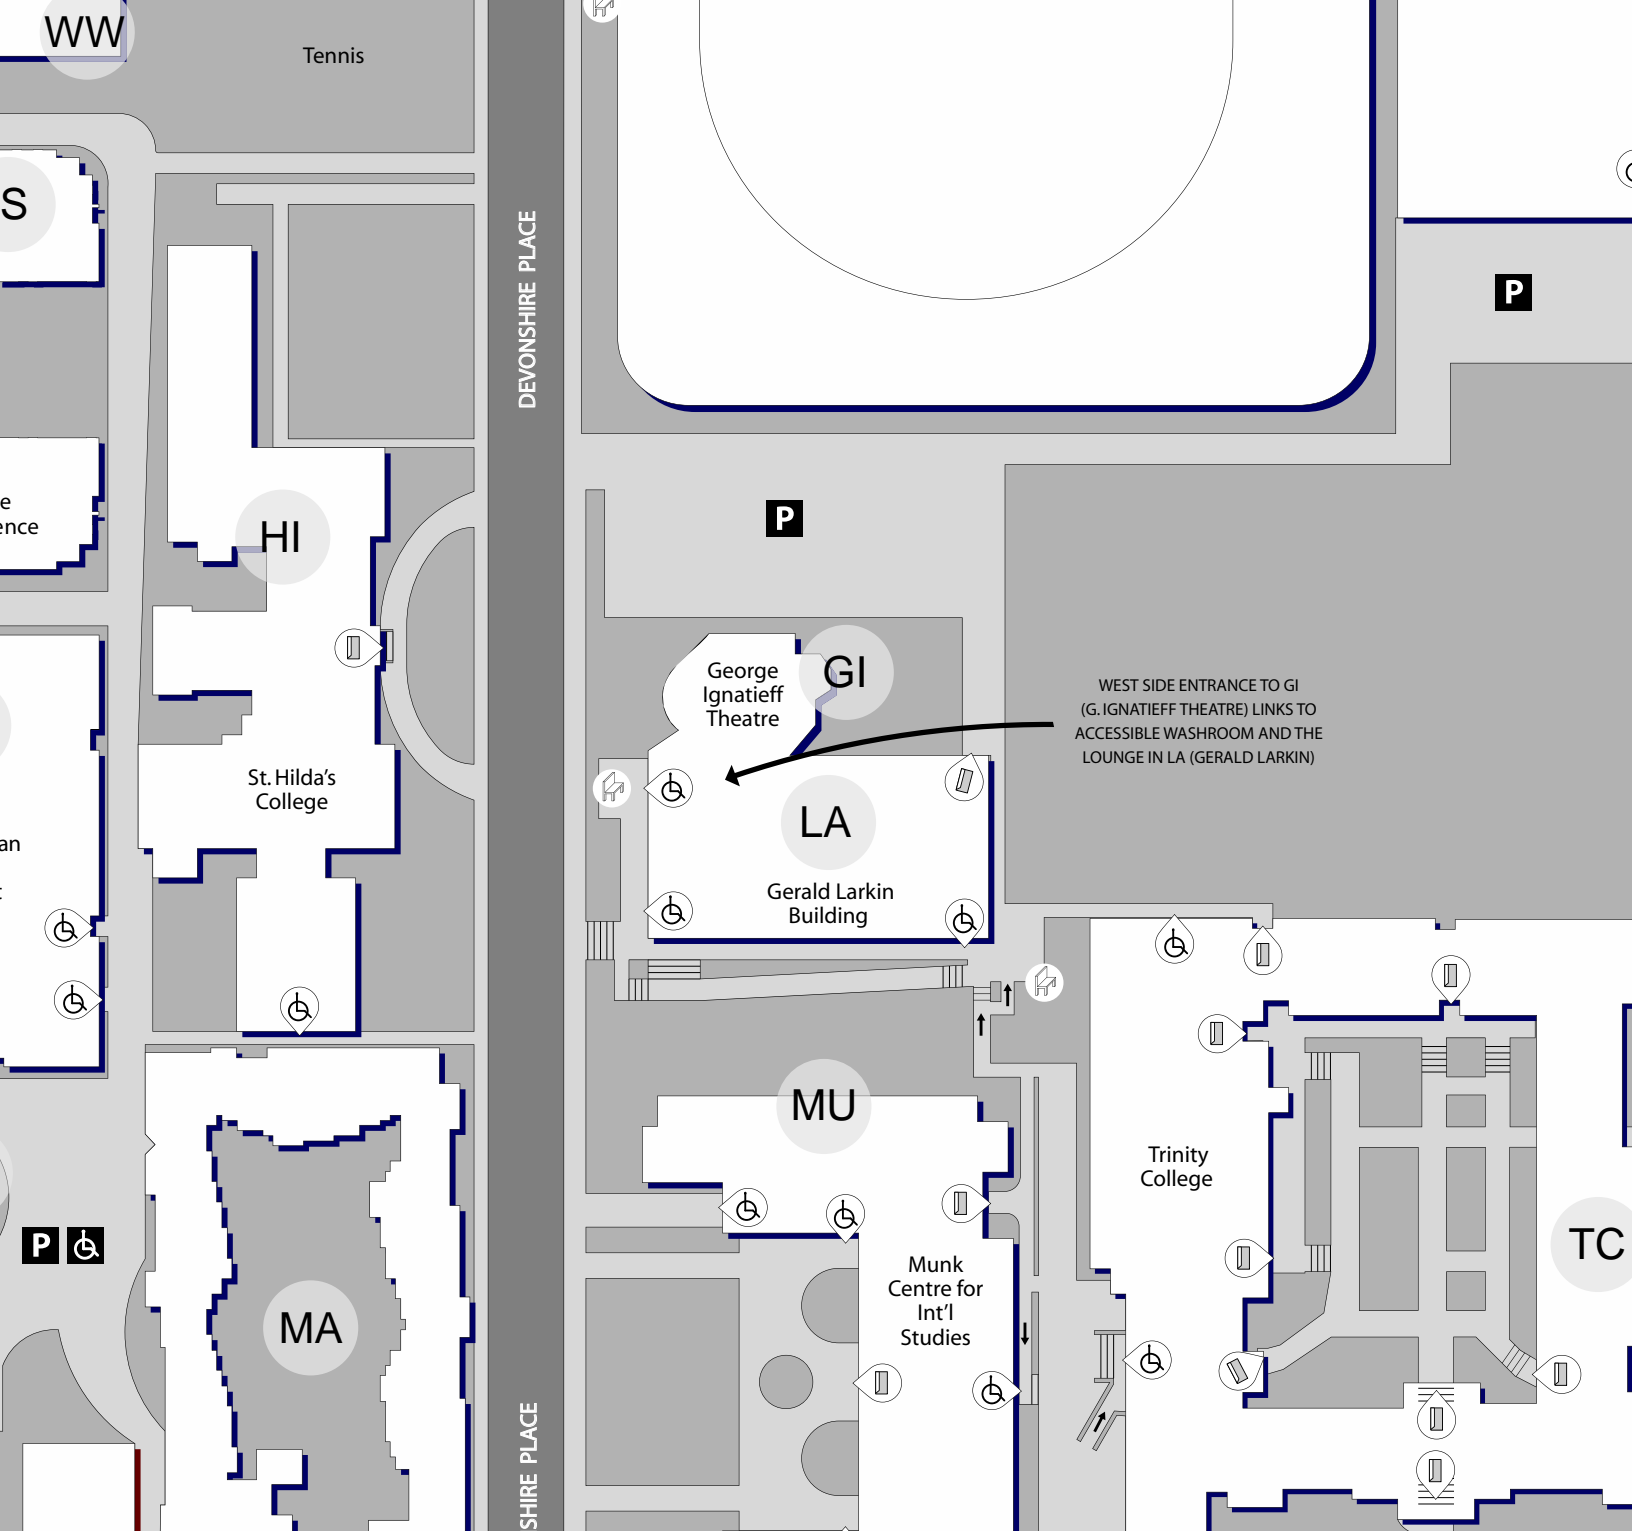 WW
Tennis
S
DEVONSHIRE PLACE
P
e
ence
HI
P
George
Ignatieff
Theatre
GI
WEST SIDE ENTRANCE TO GI
(G. IGNATIEFF THEATRE) LINKS TO
ACCESSIBLE WASHROOM AND THE
LOUNGE IN LA (GERALD LARKIN)
St. Hilda's
College
LA
an
Gerald Larkin
Building
MU
Trinity
College
P
TC
Munk
Centre for
Int'l
Studies
MA
SHIRE PLACE